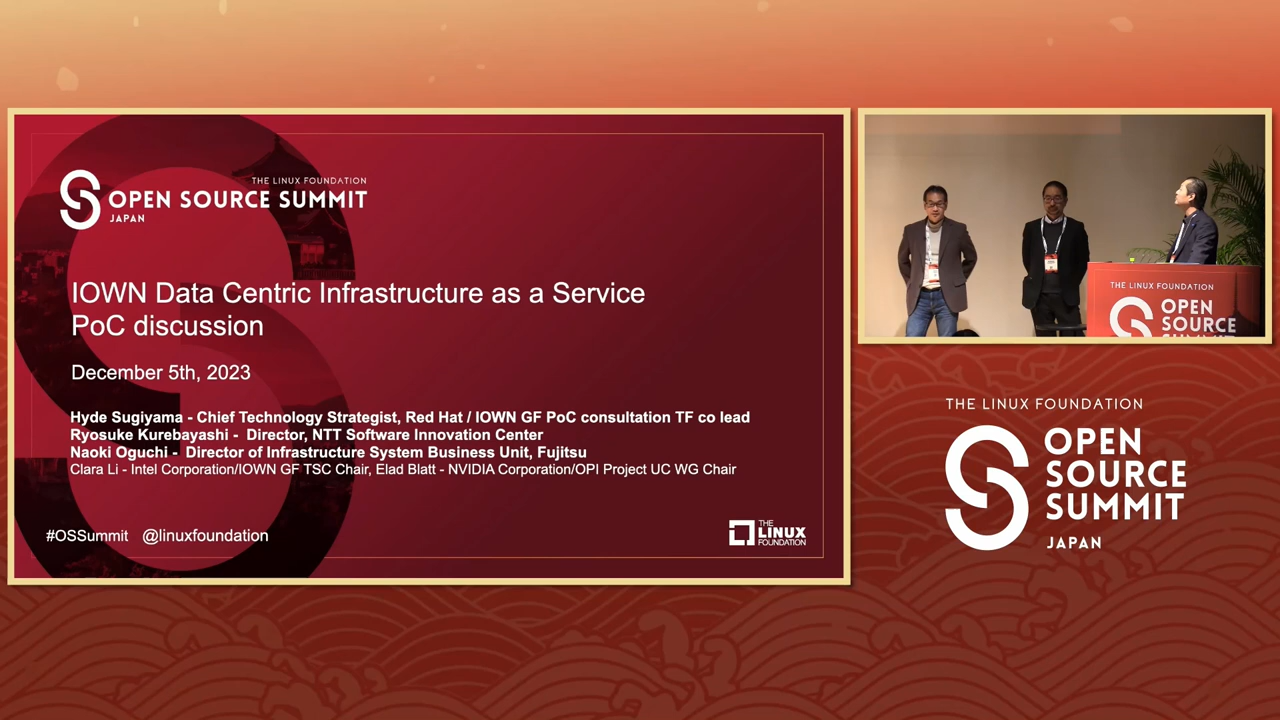 THE LINUX FOUNDATION
OPEN SOURCE SUMMIT
JAPAN
IOWN Data Centric Infrastructure as a Service
PoC discussion
December 5th, 2023
Hyde Sugiyama - Chief Technology Strategist, Red Hat / IOWN GF PoC consultation TF co lead
Ryosuke Kurebayashi - Director, NTT Software Innovation Center
Naoki Oguchi - Director of Infrastructure System Business Unit, Fujitsu
Clara Li - Intel Corporation/IOWN GF TSC Chair, Elad Blatt - NVIDIA Corporation/OPI Project UC WG Chair
#OSSummit @linuxfoundation
THE
LINUX
FOUNDATION
THE LINUX FOUNDATION
OPEN
SOURCE
SUMMIT
THE LINUX FOUNDATION
OPEN
SOURCE
SUMMIT
JAPAN